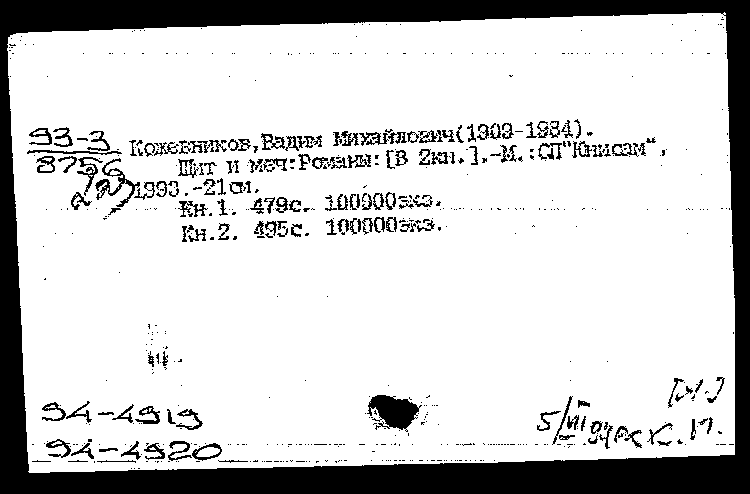 93-3
8756
Кожевников,Вадим Михайлович(1909-1984).
Щит и меч:Романы:[В 2кн.].-М.:СП"Юнисам",
1993.-21см.
Кн.1. 479с. 100000экз.
Кн.2. 495с. 100000экз.
94-4919
94-4920
5/VII 94